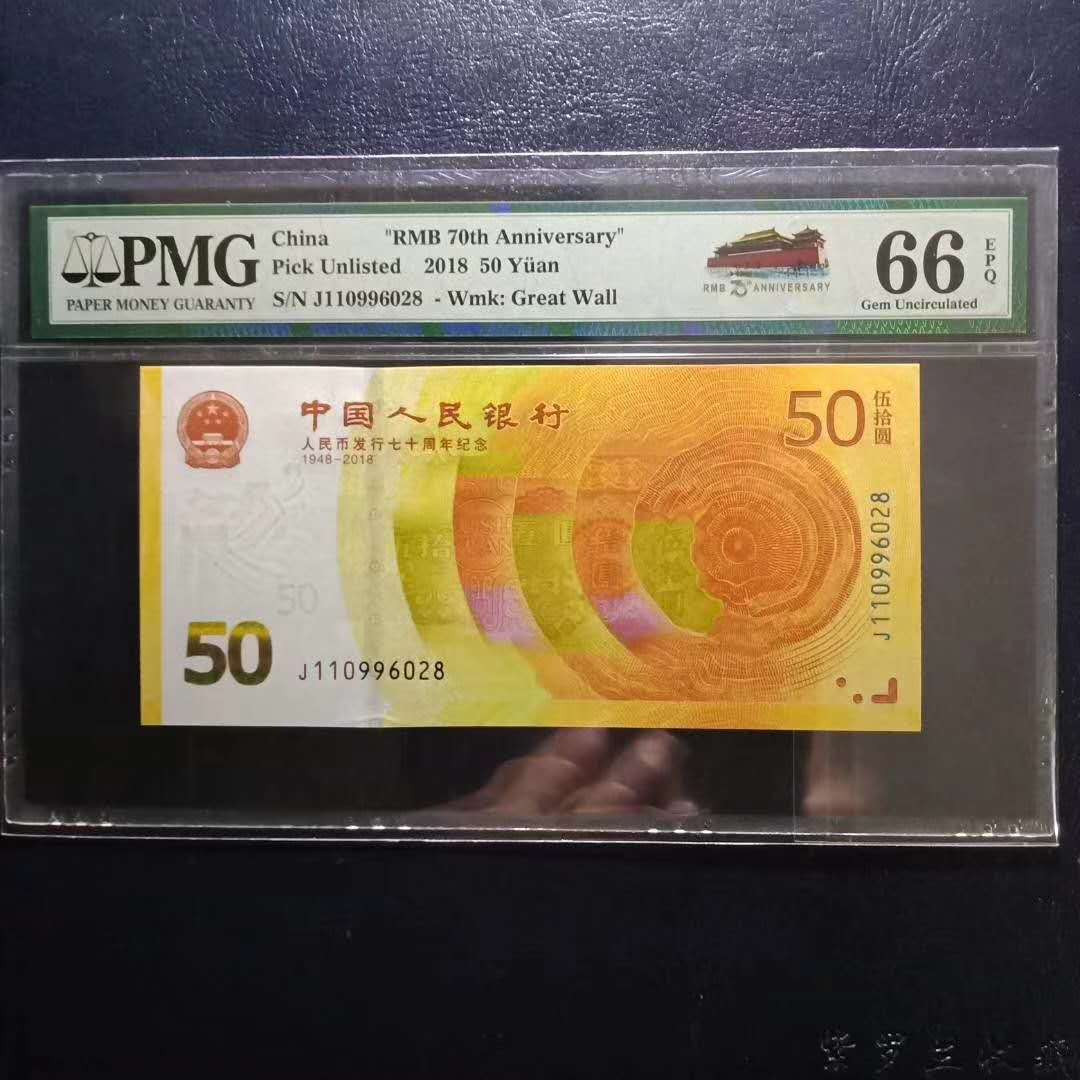 PMG
PAPER MONEY GUARANTY
China "RMB 70th Anniversary"
Pick Unlisted 2018 50 Yüan
S/N J110996028 - Wmk: Great Wall
RMB 70th ANNIVERSARY
66
EPQ
Gem Uncirculated
中国人民银行
人民币发行七十周年纪念
1948-2018
50
伍拾圆
J110996028
50
50
J110996028